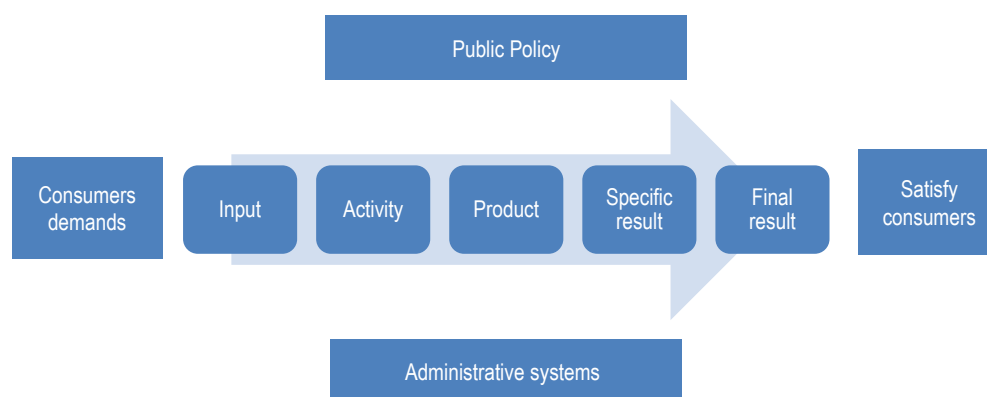 Public Policy
Consumers
demands
Input
Activity
Product
Specific
result
Final
result
Satisfy
consumers
Administrative systems